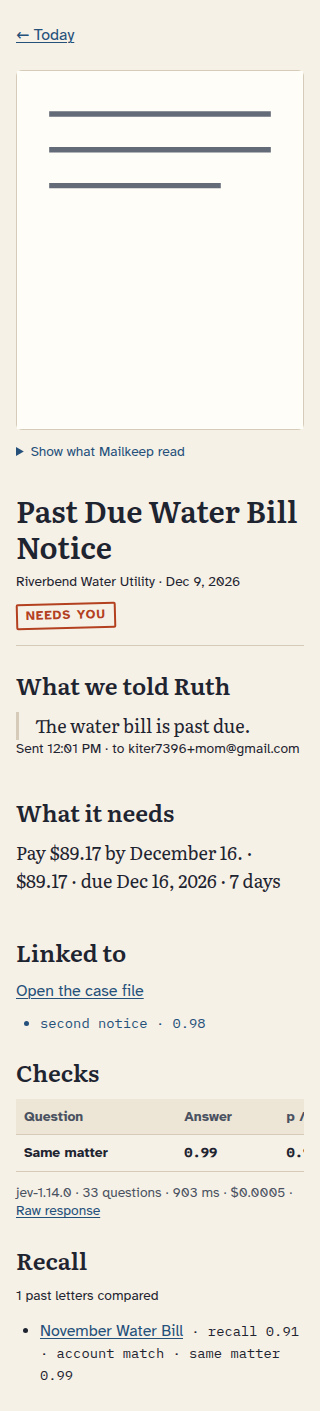 ← Today
▶ Show what Mailkeep read
Past Due Water Bill
Notice
Riverbend Water Utility · Dec 9, 2026
NEEDS YOU
What we told Ruth
The water bill is past due.
Sent 12:01 PM · to kiter7396+mom@gmail.com
What it needs
Pay $89.17 by December 16. ·
$89.17 · due Dec 16, 2026 · 7 days
Linked to
Open the case file
• second notice · 0.98
Checks
Question Answer p
Same matter 0.99
jev-1.14.0 · 33 questions · 903 ms · $0.0005 ·
Raw response
Recall
1 past letters compared
• November Water Bill · recall 0.91
· account match · same matter
0.99